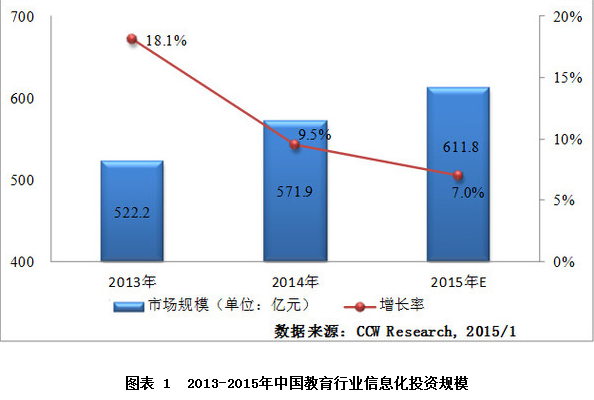 700
600
500
400
20%
15%
10%
5%
0%
18.1%
9.5%
7.0%
522.2
571.9
611.8
2013年
2014年
2015年E
市场规模（单位：亿元）
增长率
数据来源：CCW Research, 2015/1
图表 1 2013-2015年中国教育行业信息化投资规模